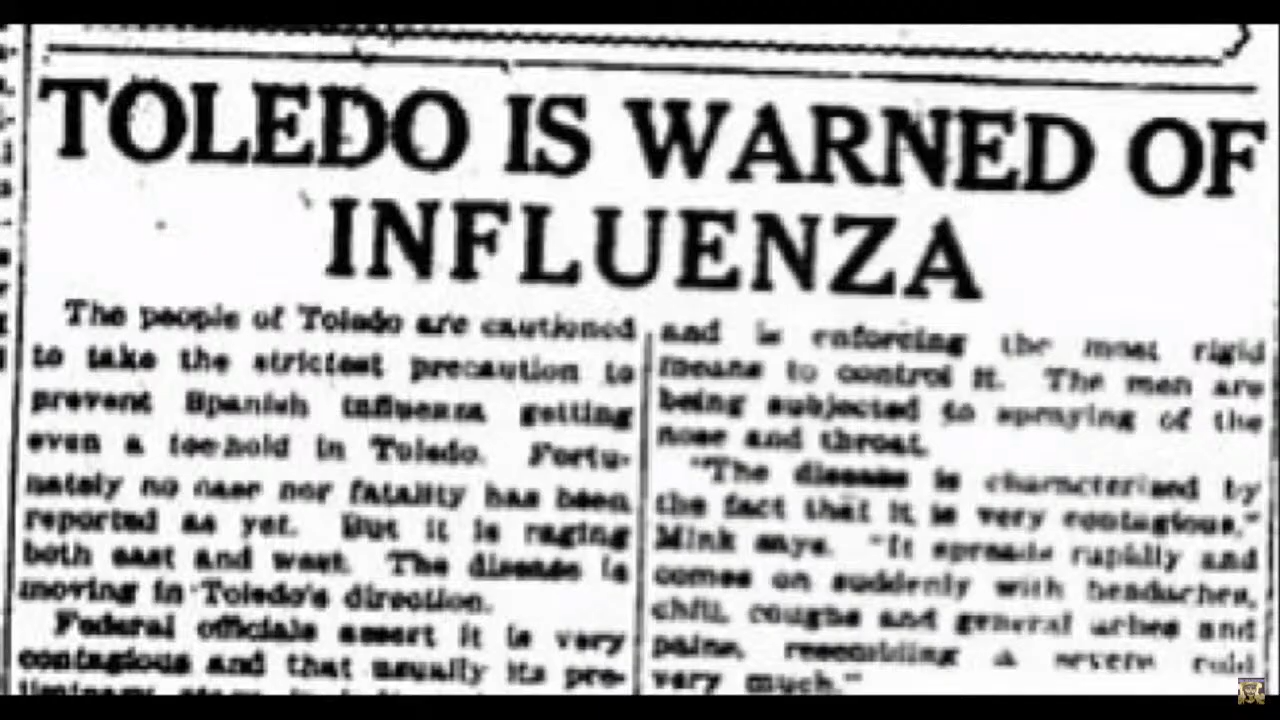 TOLEDO IS WARNED OF
INFLUENZA
The people of Toledo are cautioned
to take the strictest precaution to
prevent Spanish influenza getting
even a toehold in Toledo. Fortu-
nately no case nor fatality has been
reported as yet. But it is raging
both east and west. The disease is
moving in Toledo's direction.
Federal officials assert it is very
contagious and that usually its pre-
and is enforcing the most rigid
means to control it. The men are
being subjected to spraying of the
nose and throat.
"The disease is characterized by
the fact that it is very contagious,"
Mink says. "It spreads rapidly and
comes on suddenly with headaches,
chill, coughs and general aches and
pains, resembling a severe cold
very much."